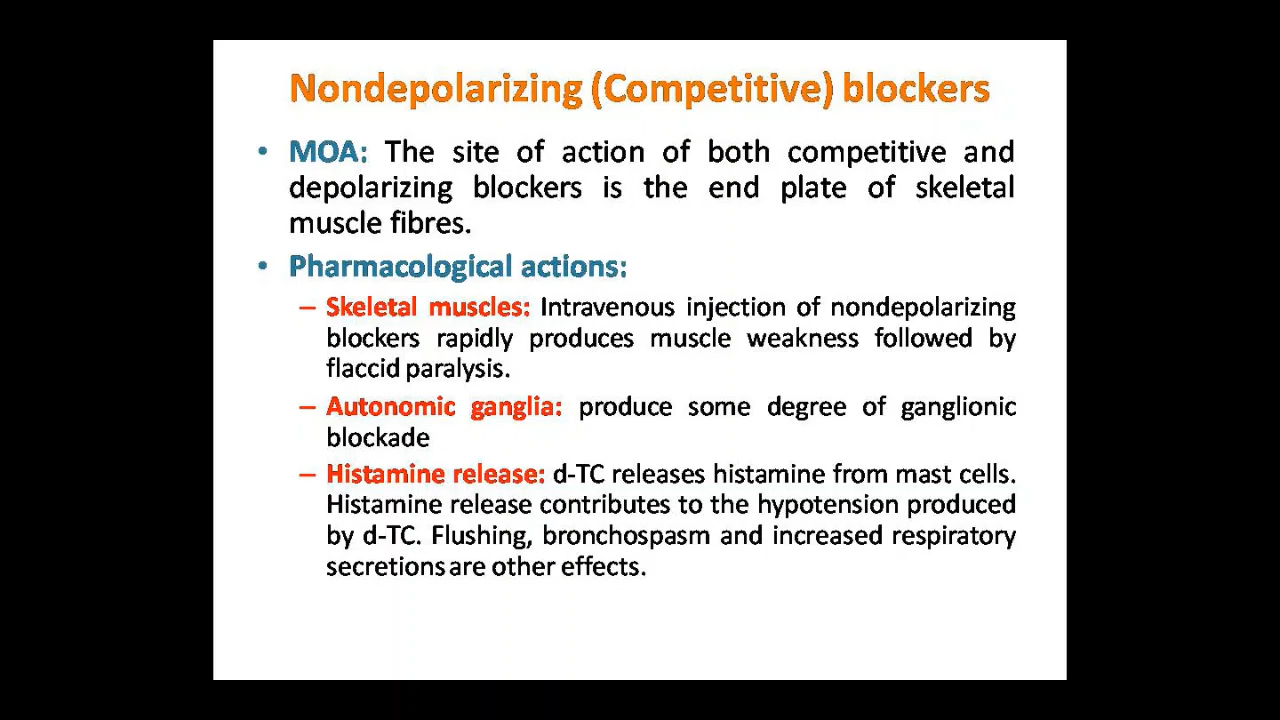 Nondepolarizing (Competitive) blockers
• MOA: The site of action of both competitive and
depolarizing blockers is the end plate of skeletal
muscle fibres.
• Pharmacological actions:
– Skeletal muscles: Intravenous injection of nondepolarizing
blockers rapidly produces muscle weakness followed by
flaccid paralysis.
– Autonomic ganglia: produce some degree of ganglionic
blockade
– Histamine release: d-TC releases histamine from mast cells.
Histamine release contributes to the hypotension produced
by d-TC. Flushing, bronchospasm and increased respiratory
secretions are other effects.